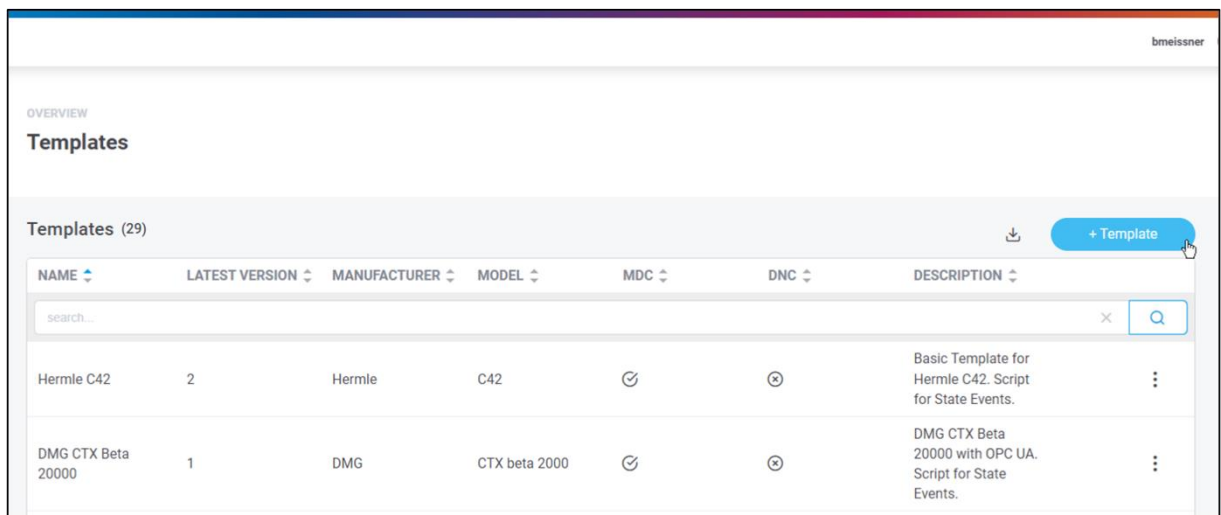 bmeissner
OVERVIEW
Templates
Templates (29)
+ Template
NAME LATEST VERSION MANUFACTURER MODEL MDC DNC DESCRIPTION
search...
Hermle C42 2 Hermle C42 Basic Template for
Hermle C42. Script
for State Events.
DMG CTX Beta
20000 1 DMG CTX beta 2000 DMG CTX Beta
20000 with OPC UA.
Script for State
Events.